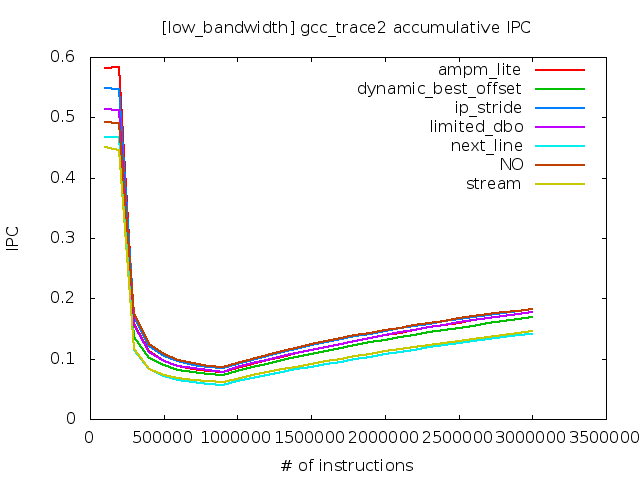 [low_bandwidth] gcc_trace2 accumulative IPC
0.6
0.5
0.4
0.3
0.2
0.1
0
IPC
ampm_lite
dynamic_best_offset
ip_stride
limited_dbo
next_line
NO
stream
0 500000 1000000 1500000 2000000 2500000 3000000 3500000
# of instructions